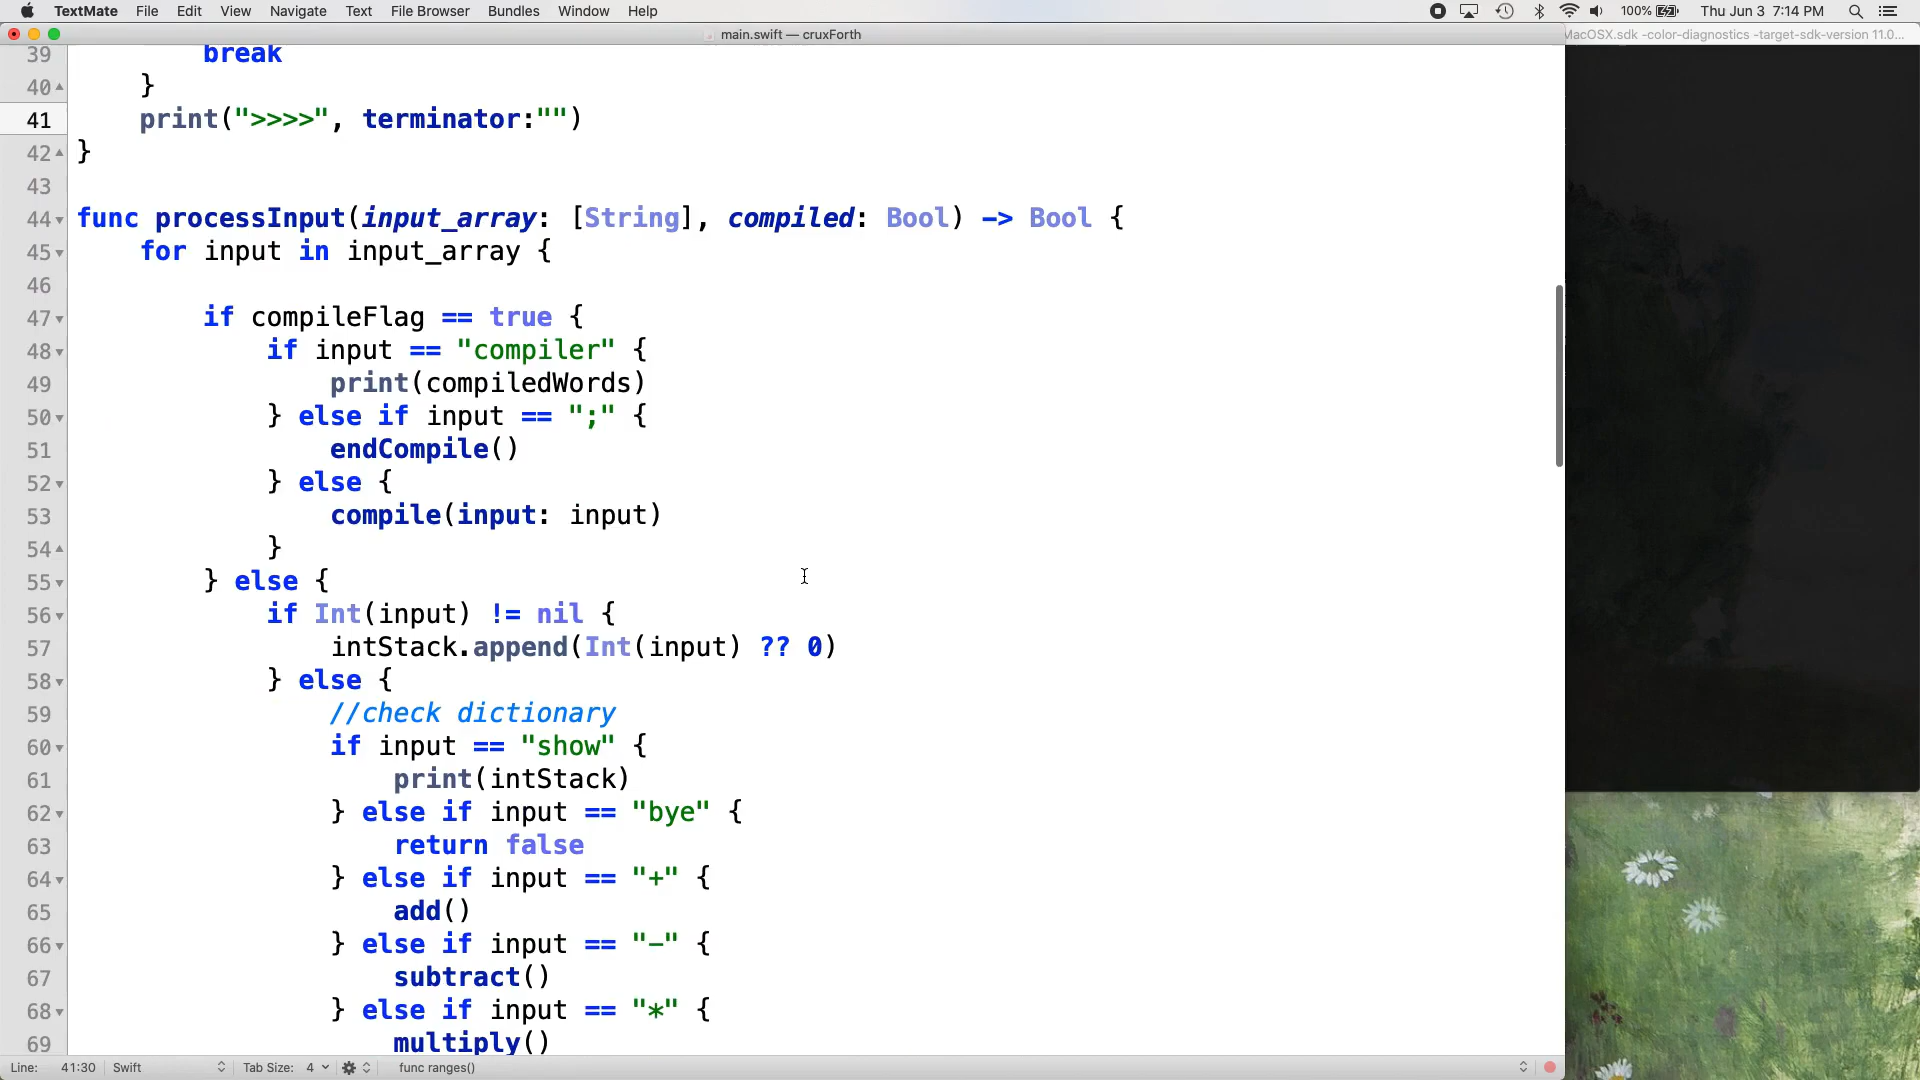 TextMate File Edit View Navigate Text File Browser Bundles Window Help 100% Thu Jun 3 7:14 PM
main.swift — cruxForth
MacOSX.sdk -color-diagnostics -target-sdk-version 11.0...
39 break
40 }
41 print(">>>>", terminator:"")
42 }
43
44 func processInput(input_array: [String], compiled: Bool) -> Bool {
45 for input in input_array {
46
47 if compileFlag == true {
48 if input == "compiler" {
49 print(compiledWords)
50 } else if input == ";" {
51 endCompile()
52 } else {
53 compile(input: input)
54 }
55 } else {
56 if Int(input) != nil {
57 intStack.append(Int(input) ?? 0)
58 } else {
59 //check dictionary
60 if input == "show" {
61 print(intStack)
62 } else if input == "bye" {
63 return false
64 } else if input == "+" {
65 add()
66 } else if input == "-" {
67 subtract()
68 } else if input == "*" {
69 multiply()
Line: 41:30 Swift Tab Size: 4 func ranges()